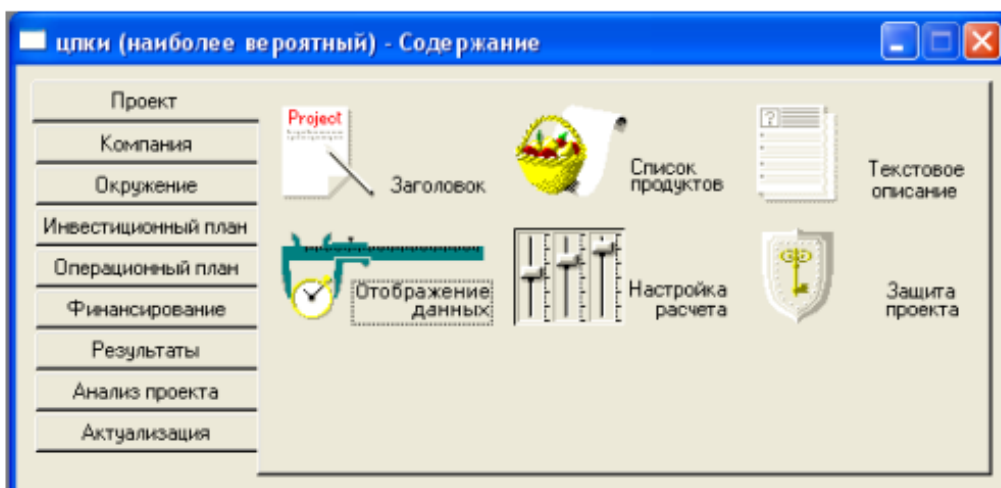 цпки (наиболее вероятный) - Содержание
Проект
Компания
Окружение
Инвестиционный план
Операционный план
Финансирование
Результаты
Анализ проекта
Актуализация
Project
Заголовок
Список
продуктов
?
Текстовое
описание
Отображение
данных
Настройка
расчета
Защита
проекта